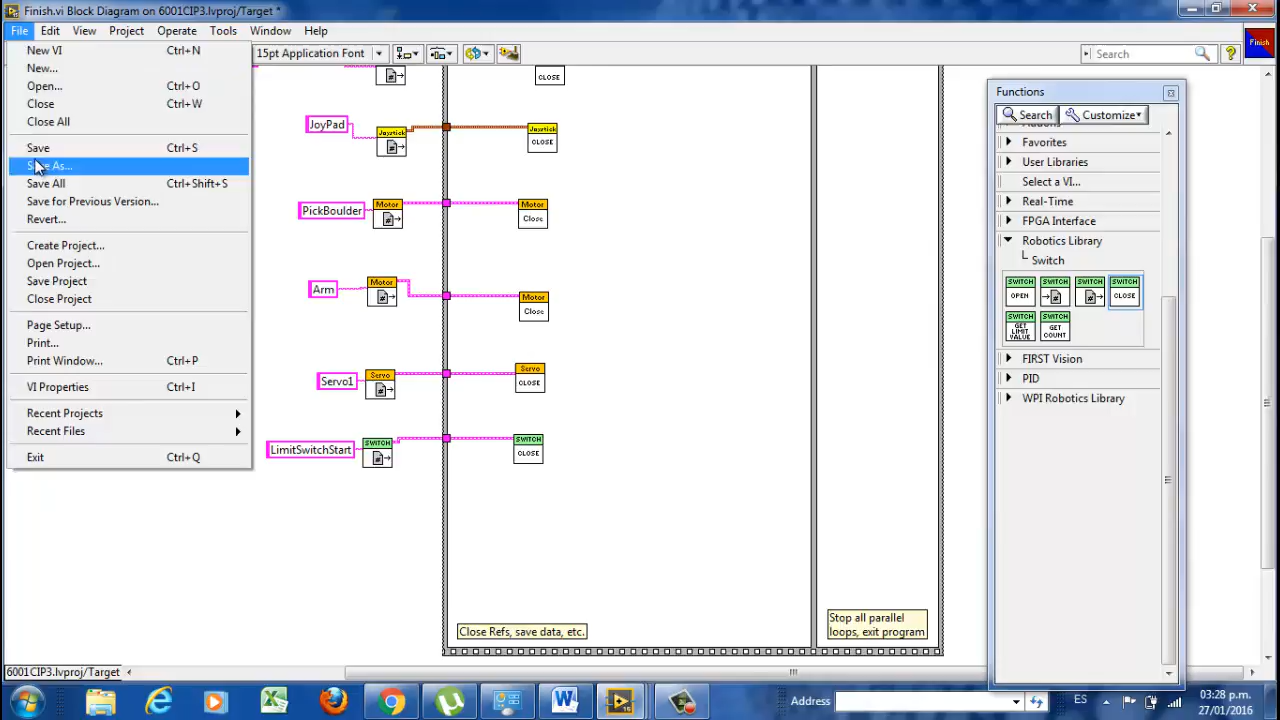 Finish.vi Block Diagram on 6001CIP3.lvproj/Target *
File Edit View Project Operate Tools Window Help
15pt Application Font
Search
Finish
New VI Ctrl+N
New...
Open... Ctrl+O
Close Ctrl+W
Close All
Save Ctrl+S
Save As...
Save All Ctrl+Shift+S
Save for Previous Version...
Revert...
Create Project...
Open Project...
Save Project
Close Project
Page Setup...
Print...
Print Window... Ctrl+P
VI Properties Ctrl+I
Recent Projects
Recent Files
Exit Ctrl+Q
CLOSE
JoyPad
Joystick
Joystick
CLOSE
PickBoulder
Motor
Motor
Close
Arm
Motor
Motor
Close
Servo1
Servo
Servo
CLOSE
LimitSwitchStart
SWITCH
SWITCH
CLOSE
Close Refs, save data, etc.
Stop all parallel
loops, exit program
Functions
Search Customize
Favorites
User Libraries
Select a VI...
Real-Time
FPGA Interface
Robotics Library
Switch
SWITCH SWITCH SWITCH SWITCH
OPEN CLOSE
SWITCH SWITCH
GET LIMIT VALUE GET COUNT
FIRST Vision
PID
WPI Robotics Library
6001CIP3.lvproj/Target
Address
ES
03:28 p.m.
27/01/2016